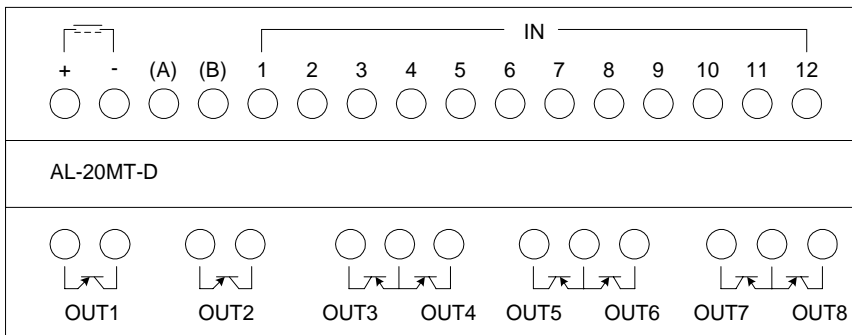 IN
+ - (A) (B) 1 2 3 4 5 6 7 8 9 10 11 12
AL-20MT-D
OUT1 OUT2 OUT3 OUT4 OUT5 OUT6 OUT7 OUT8